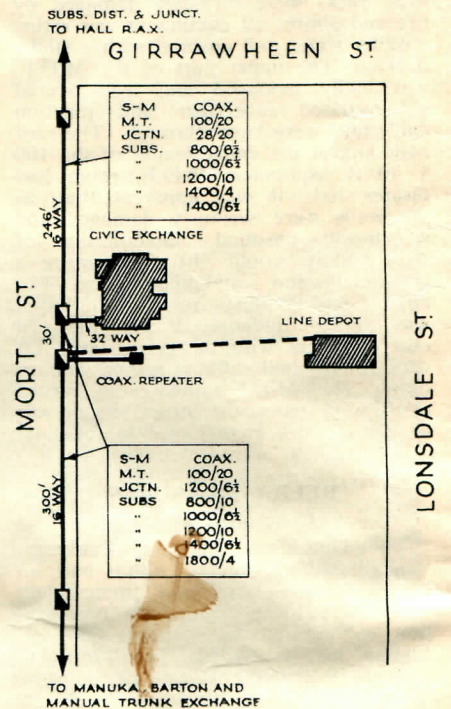 SUBS. DIST. & JUNCT.
TO HALL R.A.X.
GIRRAWHEEN ST
S-M COAX.
M.T. 100/20
JCTN. 28/20
SUBS. 800/6½
" 1000/6½
" 1200/10
" 1400/4
" 1400/6½
246'
16 WAY
CIVIC EXCHANGE
32 WAY
30'
LINE DEPOT
COAX. REPEATER
MORT ST
LONSDALE ST.
300'
16 WAY
S-M COAX.
M.T. 100/20
JCTN. 1200/6½
SUBS 800/10
" 1000/6½
" 1200/10
" 1400/6½
" 1800/4
TO MANUKA, BARTON AND
MANUAL TRUNK EXCHANGE